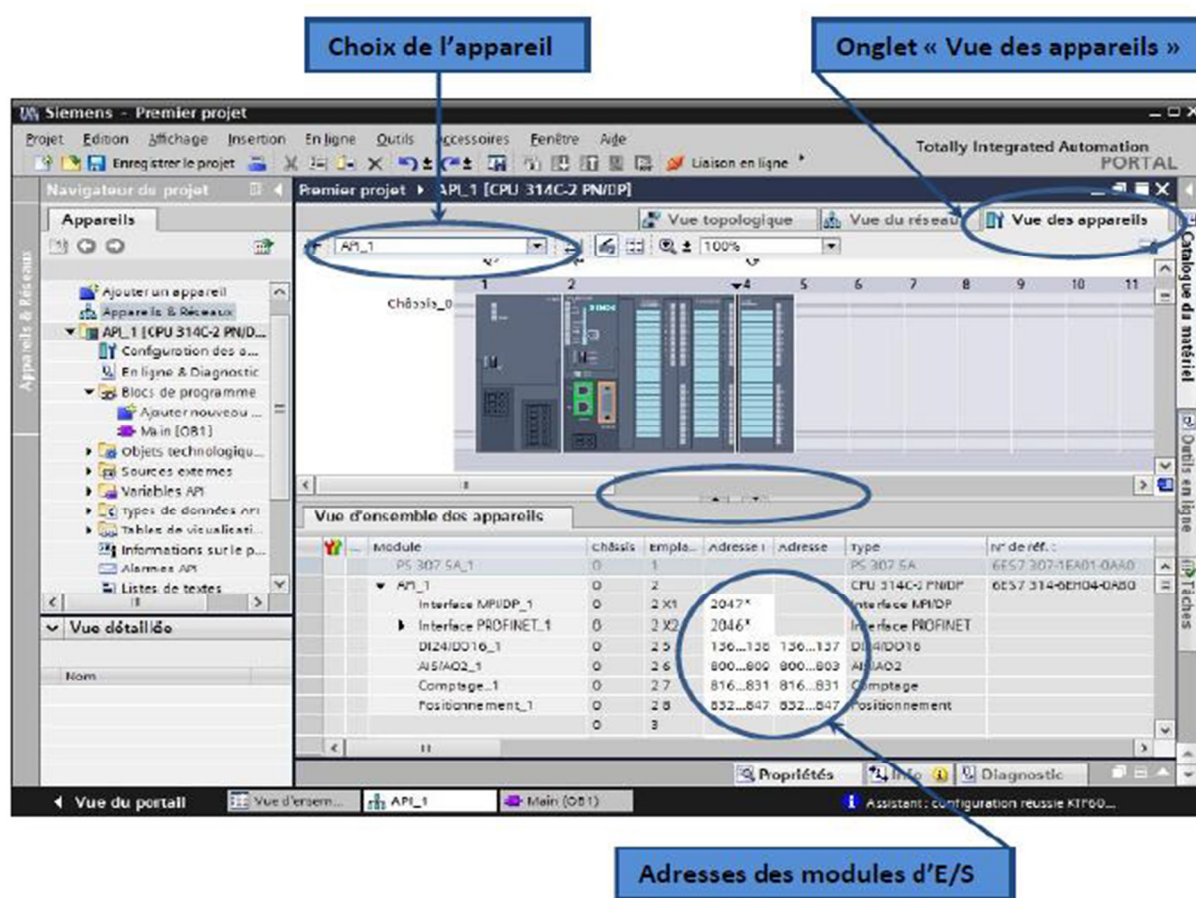 Choix de l'appareil
Onglet « Vue des appareils »
Siemens - Premier projet
Projet Edition Affichage Insertion En ligne Outils Accessoires Fenêtre Aide
Totally Integrated Automation
PORTAL
Enregistrer le projet
Liaison en ligne
Navigateur du projet
Premier projet API_1 [CPU 314C-2 PN/DP]
Appareils
Vue topologique Vue du réseau Vue des appareils
API_1 100%
Appareils & Réseaux
Catalogue du matériel
Outils en ligne
Tâches
1 2 4 5 6 7 8 9 10 11
Châssis_0
SIEMENS
Ajouter un appareil
Appareils & Réseaux
API_1 [CPU 314C-2 PN/D...
Configuration des a...
En ligne & Diagnostic
Blocs de programme
Ajouter nouveau ...
Main [OB1]
Objets technologiqu...
Sources externes
Variables API
Types de données API
Tables de visualisati...
Informations sur le p...
Alarmes API
Listes de textes
Vue détaillée
Nom
Vue d'ensemble des appareils
... Module Châssis Empla... Adresse I Adresse Type N° de réf. :
PS 307 5A_1 0 1 PS 307 5A 6ES7 307-1EA01-0AA0
API_1 0 2 CPU 314C-2 PN/DP 6ES7 314-6EH04-0AB0
Interface MPI/DP_1 0 2 X1 2047* Interface MPI/DP
Interface PROFINET_1 0 2 X2 2046* Interface PROFINET
DI24/DO16_1 0 2 5 136...138 136...137 DI24/DO16
AI5/AO2_1 0 2 6 800...809 800...803 AI5/AO2
Comptage_1 0 2 7 816...831 816...831 Comptage
Positionnement_1 0 2 8 832...847 832...847 Positionnement
0 3
Propriétés Info Diagnostic
Vue du portail Vue d'ensem... API_1 Main (OB1) Assistant : configuration réussie KTP60...
Adresses des modules d'E/S